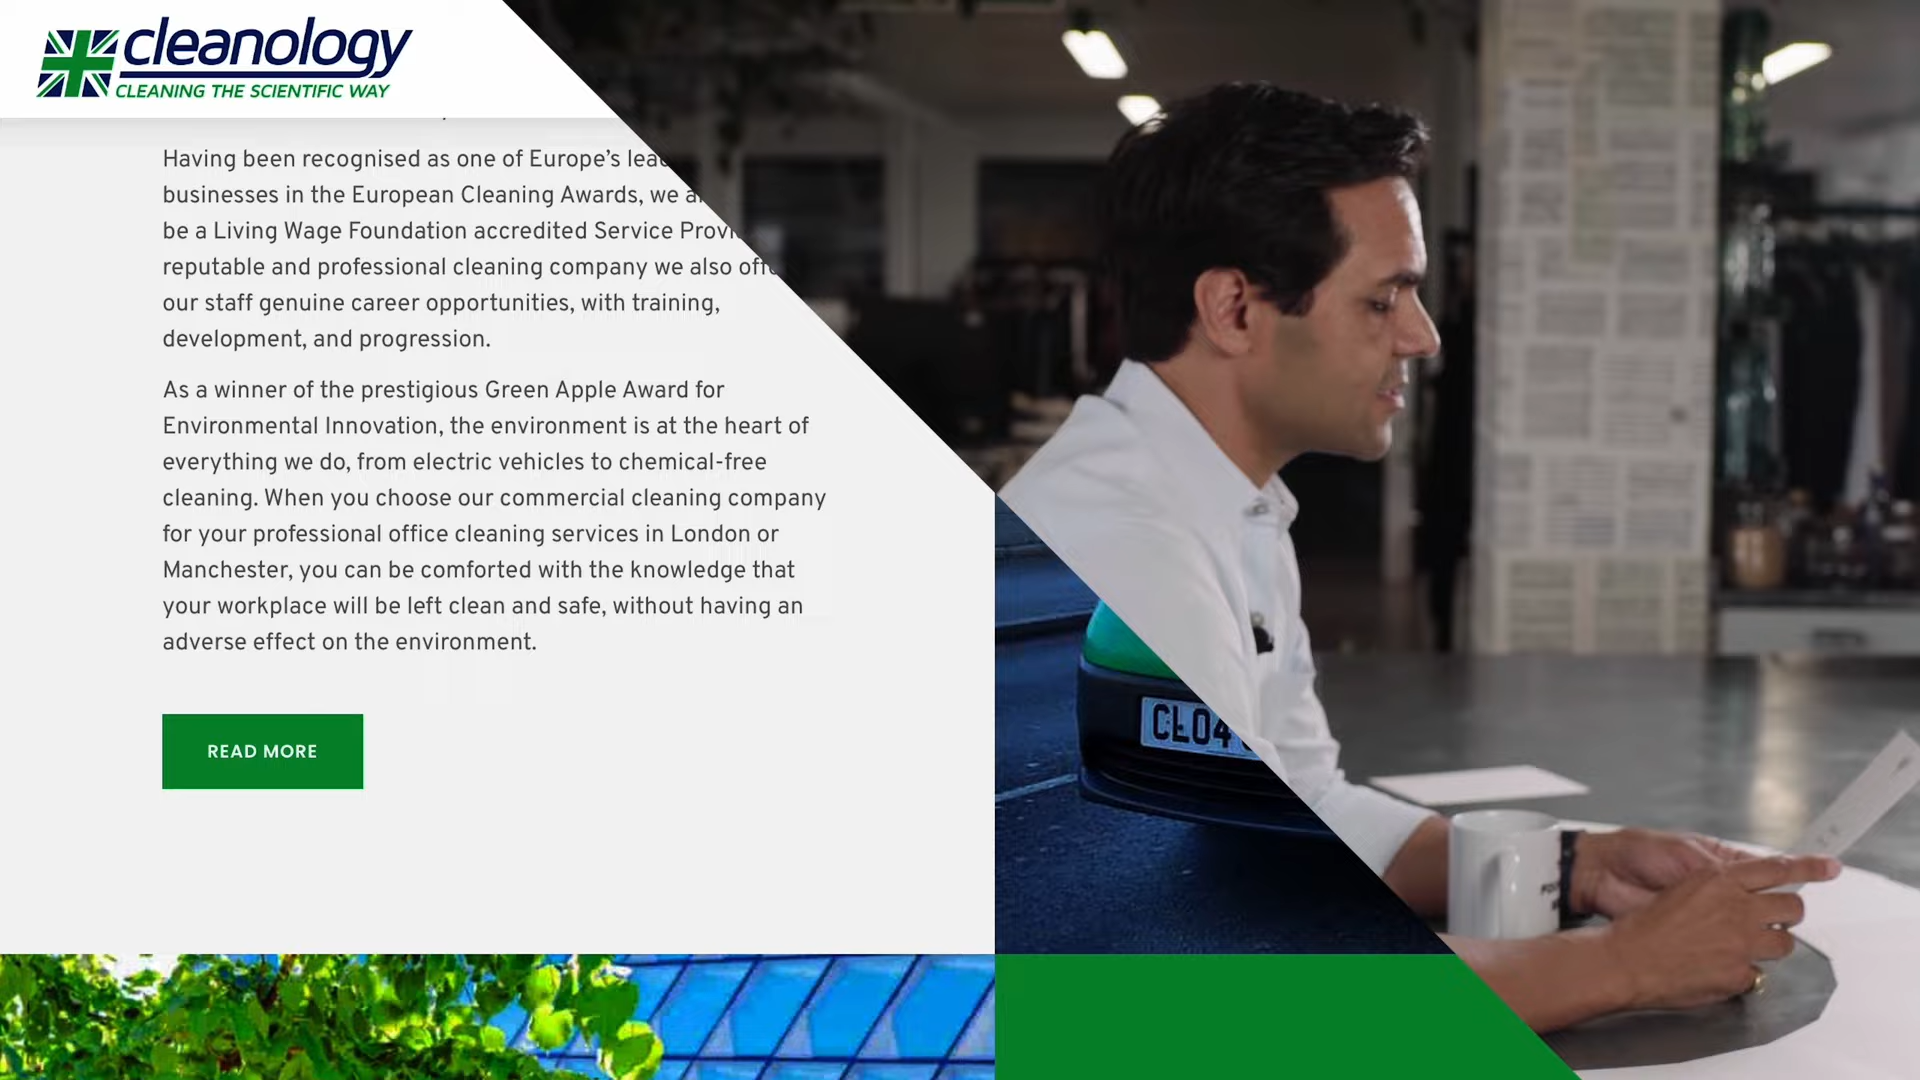 cleanology
CLEANING THE SCIENTIFIC WAY
Having been recognised as one of Europe’s
businesses in the European Cleaning Awards, we
be a Living Wage Foundation accredited Service
reputable and professional cleaning company we also
our staff genuine career opportunities, with training,
development, and progression.
As a winner of the prestigious Green Apple Award for
Environmental Innovation, the environment is at the heart of
everything we do, from electric vehicles to chemical-free
cleaning. When you choose our commercial cleaning company
for your professional office cleaning services in London or
Manchester, you can be comforted with the knowledge that
your workplace will be left clean and safe, without having an
adverse effect on the environment.
READ MORE
CL04